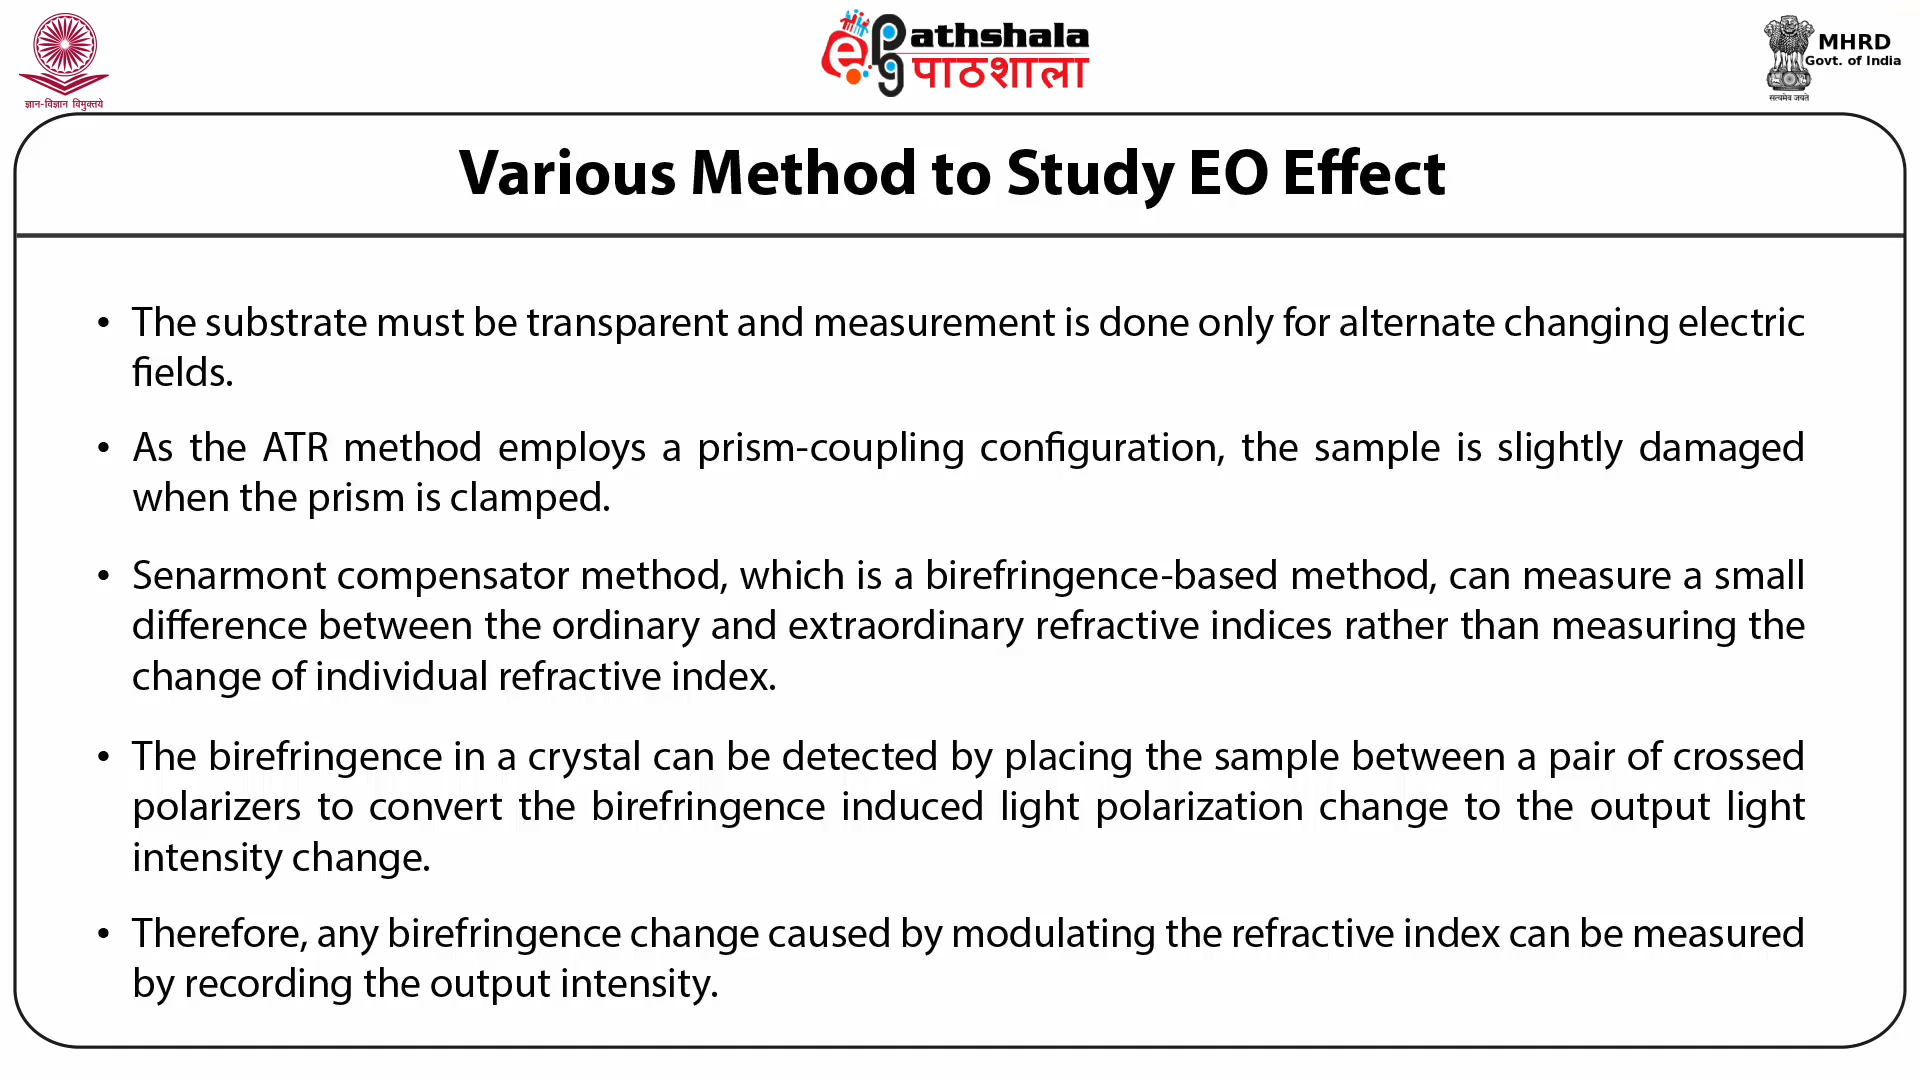 ज्ञान-विज्ञान विमुक्तये
ePathshala
पाठशाला
MHRD
Govt. of India
सत्यमेव जयते
Various Method to Study EO Effect
• The substrate must be transparent and measurement is done only for alternate changing electric
fields.
• As the ATR method employs a prism-coupling configuration, the sample is slightly damaged
when the prism is clamped.
• Senarmont compensator method, which is a birefringence-based method, can measure a small
difference between the ordinary and extraordinary refractive indices rather than measuring the
change of individual refractive index.
• The birefringence in a crystal can be detected by placing the sample between a pair of crossed
polarizers to convert the birefringence induced light polarization change to the output light
intensity change.
• Therefore, any birefringence change caused by modulating the refractive index can be measured
by recording the output intensity.